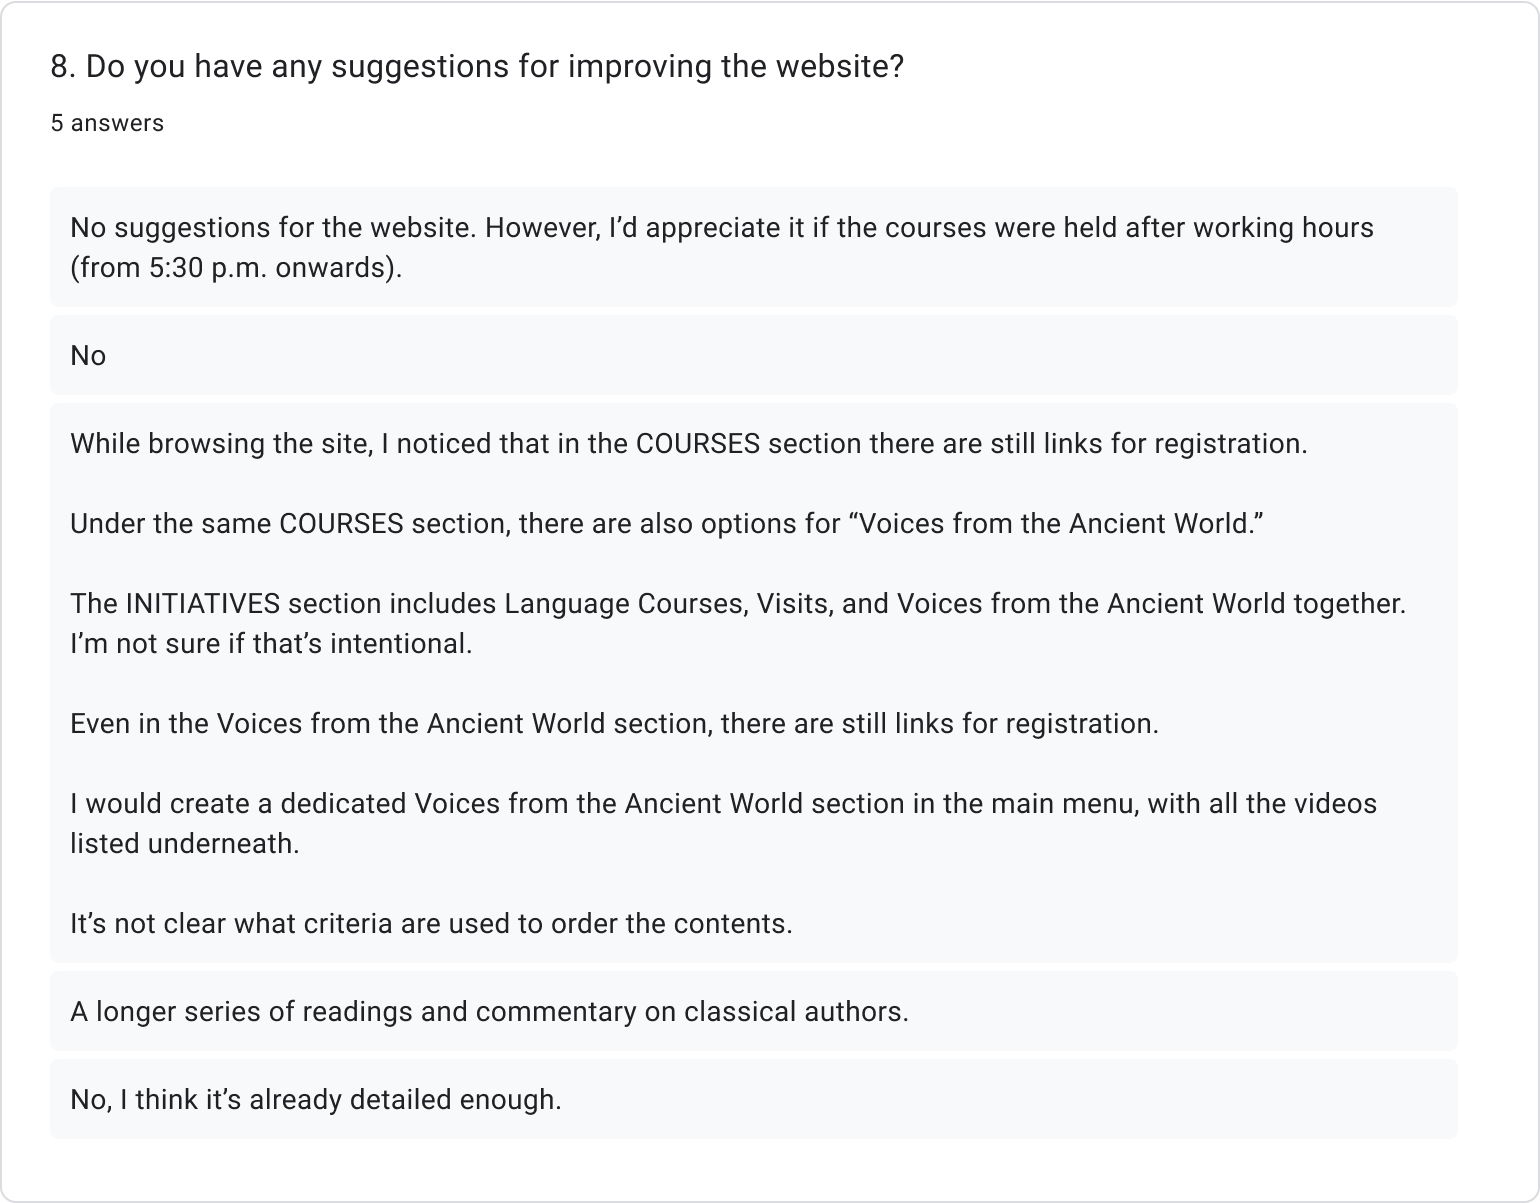 8. Do you have any suggestions for improving the website?
5 answers
No suggestions for the website. However, I’d appreciate it if the courses were held after working hours
(from 5:30 p.m. onwards).
No
While browsing the site, I noticed that in the COURSES section there are still links for registration.
Under the same COURSES section, there are also options for “Voices from the Ancient World.”
The INITIATIVES section includes Language Courses, Visits, and Voices from the Ancient World together.
I’m not sure if that’s intentional.
Even in the Voices from the Ancient World section, there are still links for registration.
I would create a dedicated Voices from the Ancient World section in the main menu, with all the videos
listed underneath.
It’s not clear what criteria are used to order the contents.
A longer series of readings and commentary on classical authors.
No, I think it’s already detailed enough.